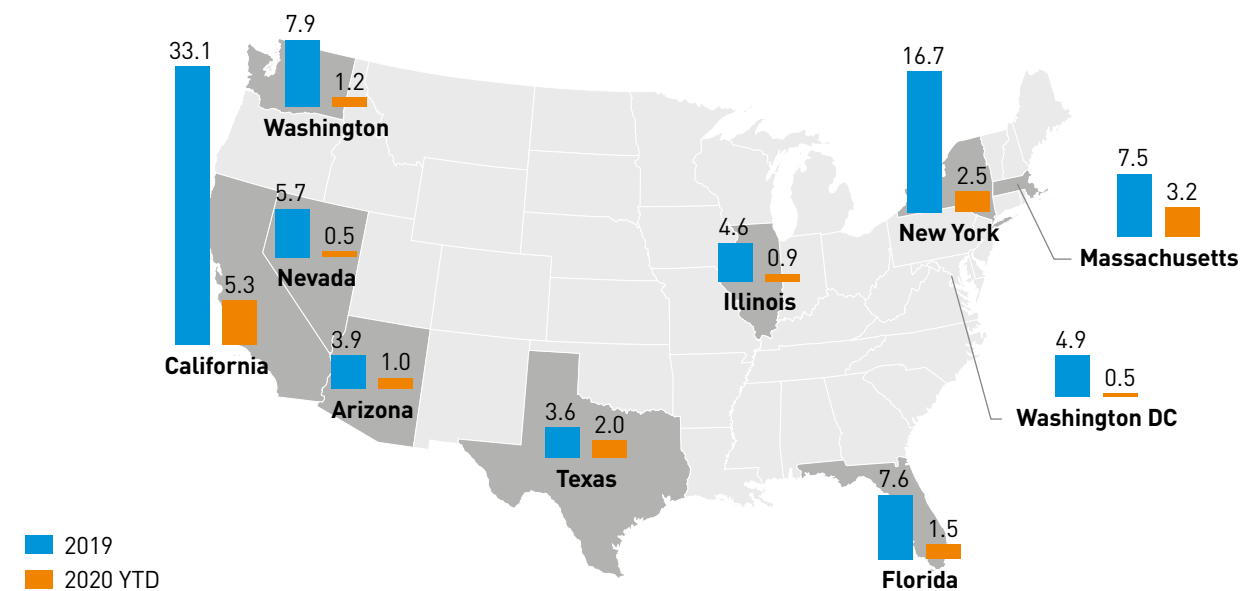 7.9
33.1
1.2
Washington
16.7
2.5
New York
7.5
3.2
Massachusetts
5.7
0.5
Nevada
4.6
0.9
Illinois
5.3
California
3.9
1.0
Arizona
4.9
0.5
Washington DC
3.6
2.0
Texas
7.6
1.5
Florida
2019
2020 YTD